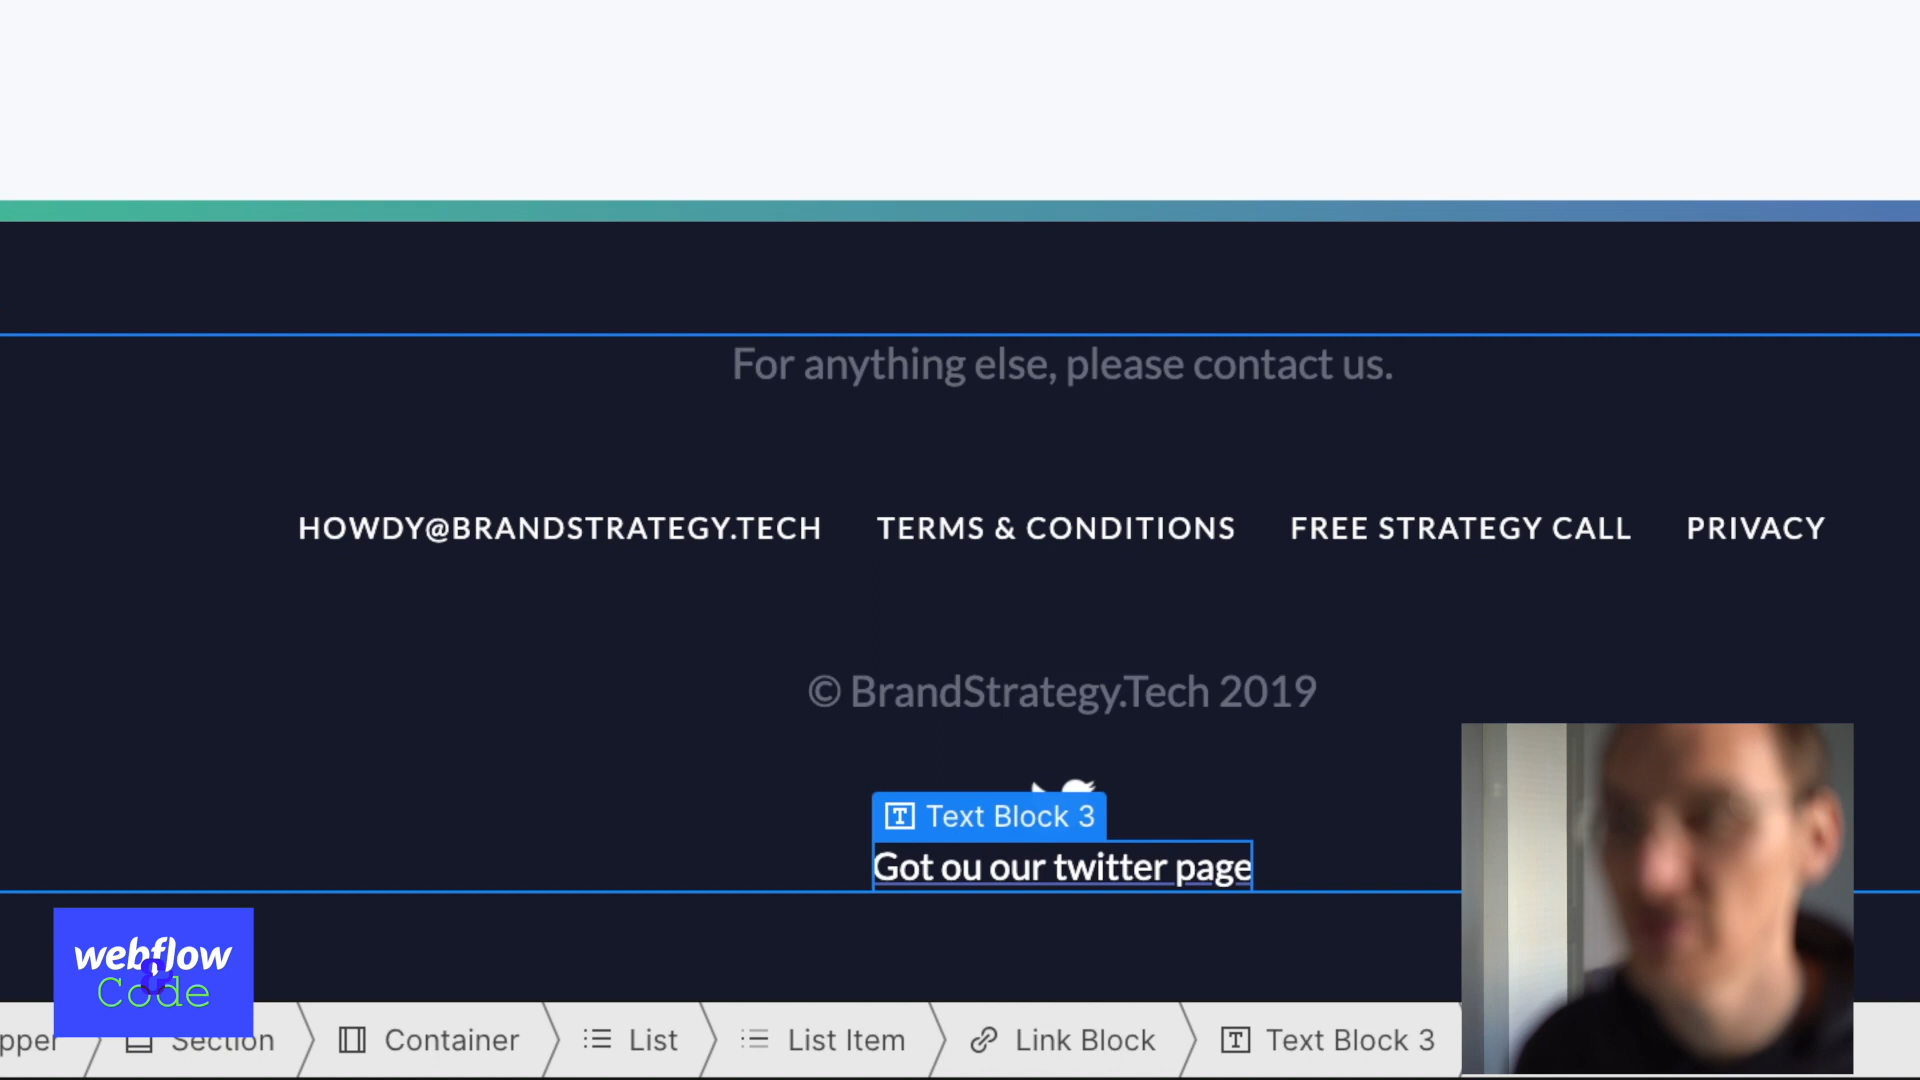 For anything else, please contact us.
HOWDY@BRANDSTRATEGY.TECH TERMS & CONDITIONS FREE STRATEGY CALL PRIVACY
© BrandStrategy.Tech 2019
Text Block 3
Got ou our twitter page
webflow
&
Code
pper Section Container List List Item Link Block Text Block 3